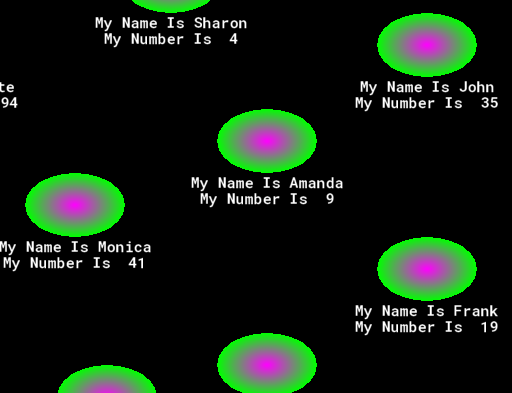 My Name Is Sharon
My Number Is  4
My Name Is John
My Number Is  35
te
94
My Name Is Amanda
My Number Is  9
My Name Is Monica
My Number Is  41
My Name Is Frank
My Number Is  19